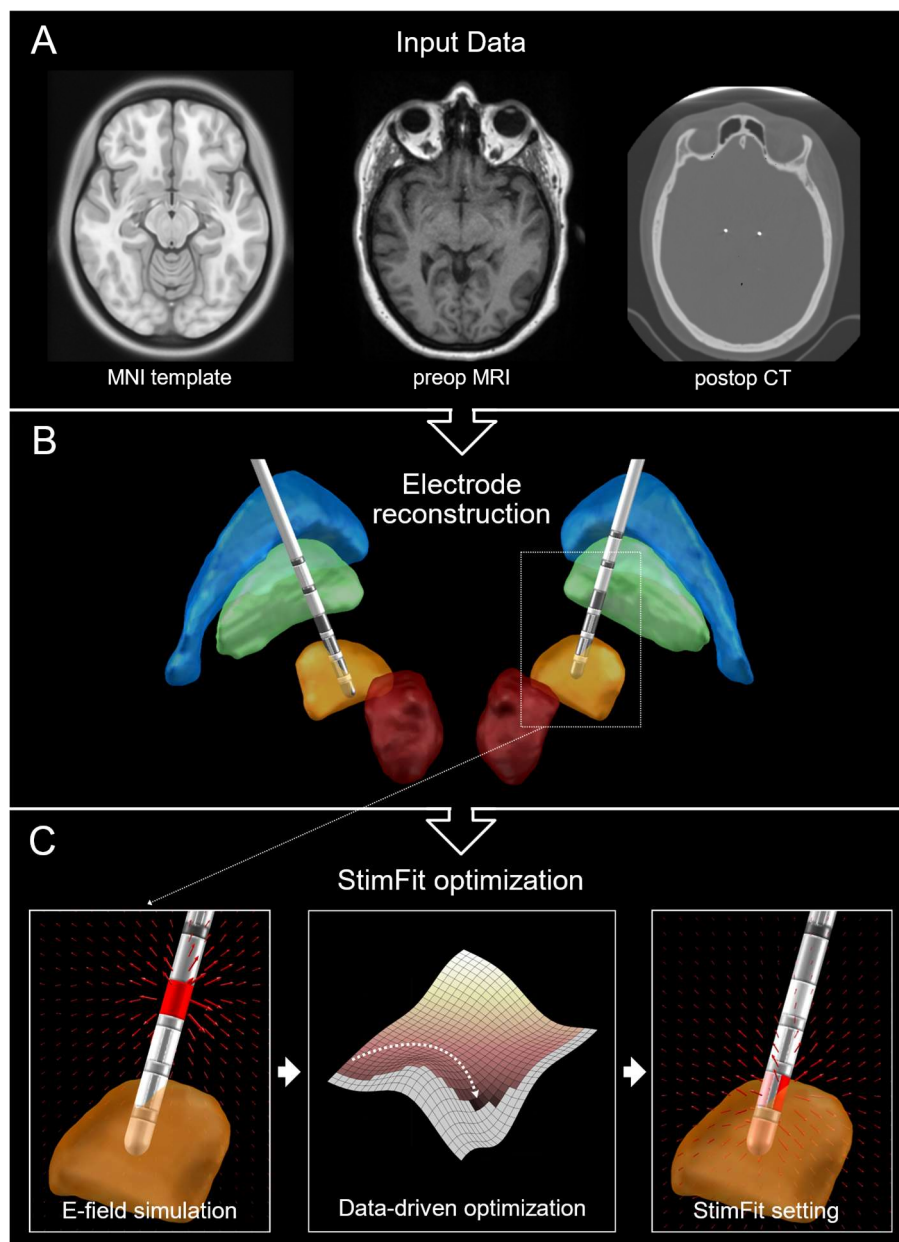 A
Input Data
MNI template
preop MRI
postop CT
B
Electrode
reconstruction
C
StimFit optimization
E-field simulation
Data-driven optimization
StimFit setting